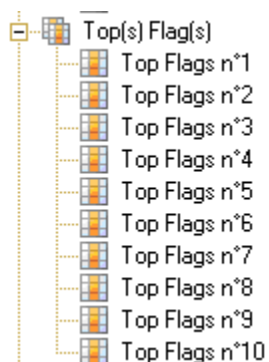 Top(s) Flag(s)
Top Flags n°1
Top Flags n°2
Top Flags n°3
Top Flags n°4
Top Flags n°5
Top Flags n°6
Top Flags n°7
Top Flags n°8
Top Flags n°9
Top Flags n°10